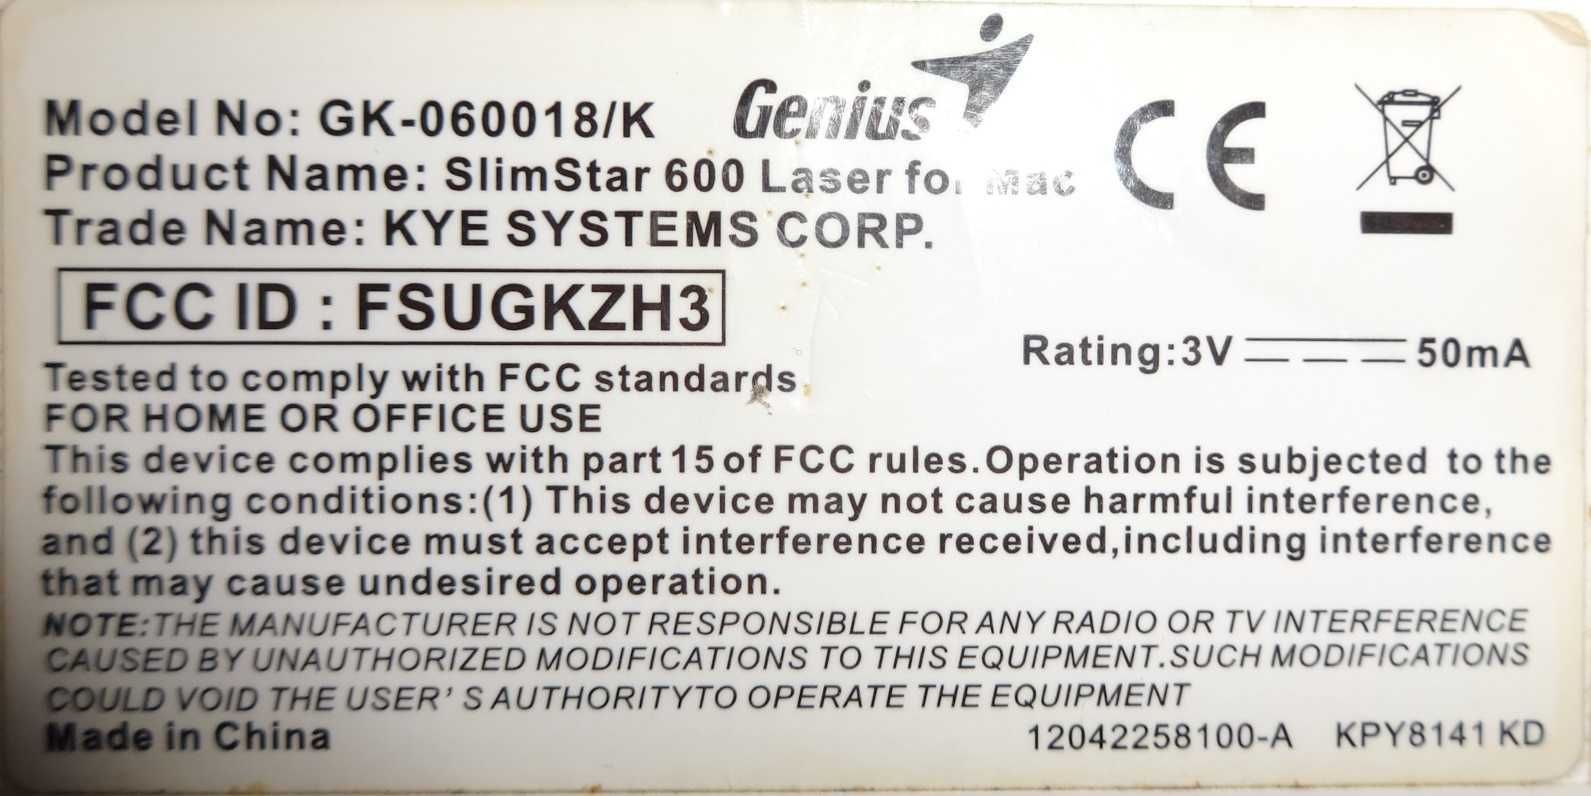 Model No: GK-060018/K Genius
Product Name: SlimStar 600 Laser for Mac
Trade Name: KYE SYSTEMS CORP.
CE
FCC ID : FSUGKZH3
Rating:3V 50mA
Tested to comply with FCC standards
FOR HOME OR OFFICE USE
This device complies with part 15 of FCC rules.Operation is subjected to the
following conditions:(1) This device may not cause harmful interference,
and (2) this device must accept interference received,including interference
that may cause undesired operation.
NOTE:THE MANUFACTURER IS NOT RESPONSIBLE FOR ANY RADIO OR TV INTERFERENCE
CAUSED BY UNAUTHORIZED MODIFICATIONS TO THIS EQUIPMENT.SUCH MODIFICATIONS
COULD VOID THE USER' S AUTHORITYTO OPERATE THE EQUIPMENT
Made in China 12042258100-A KPY8141 KD